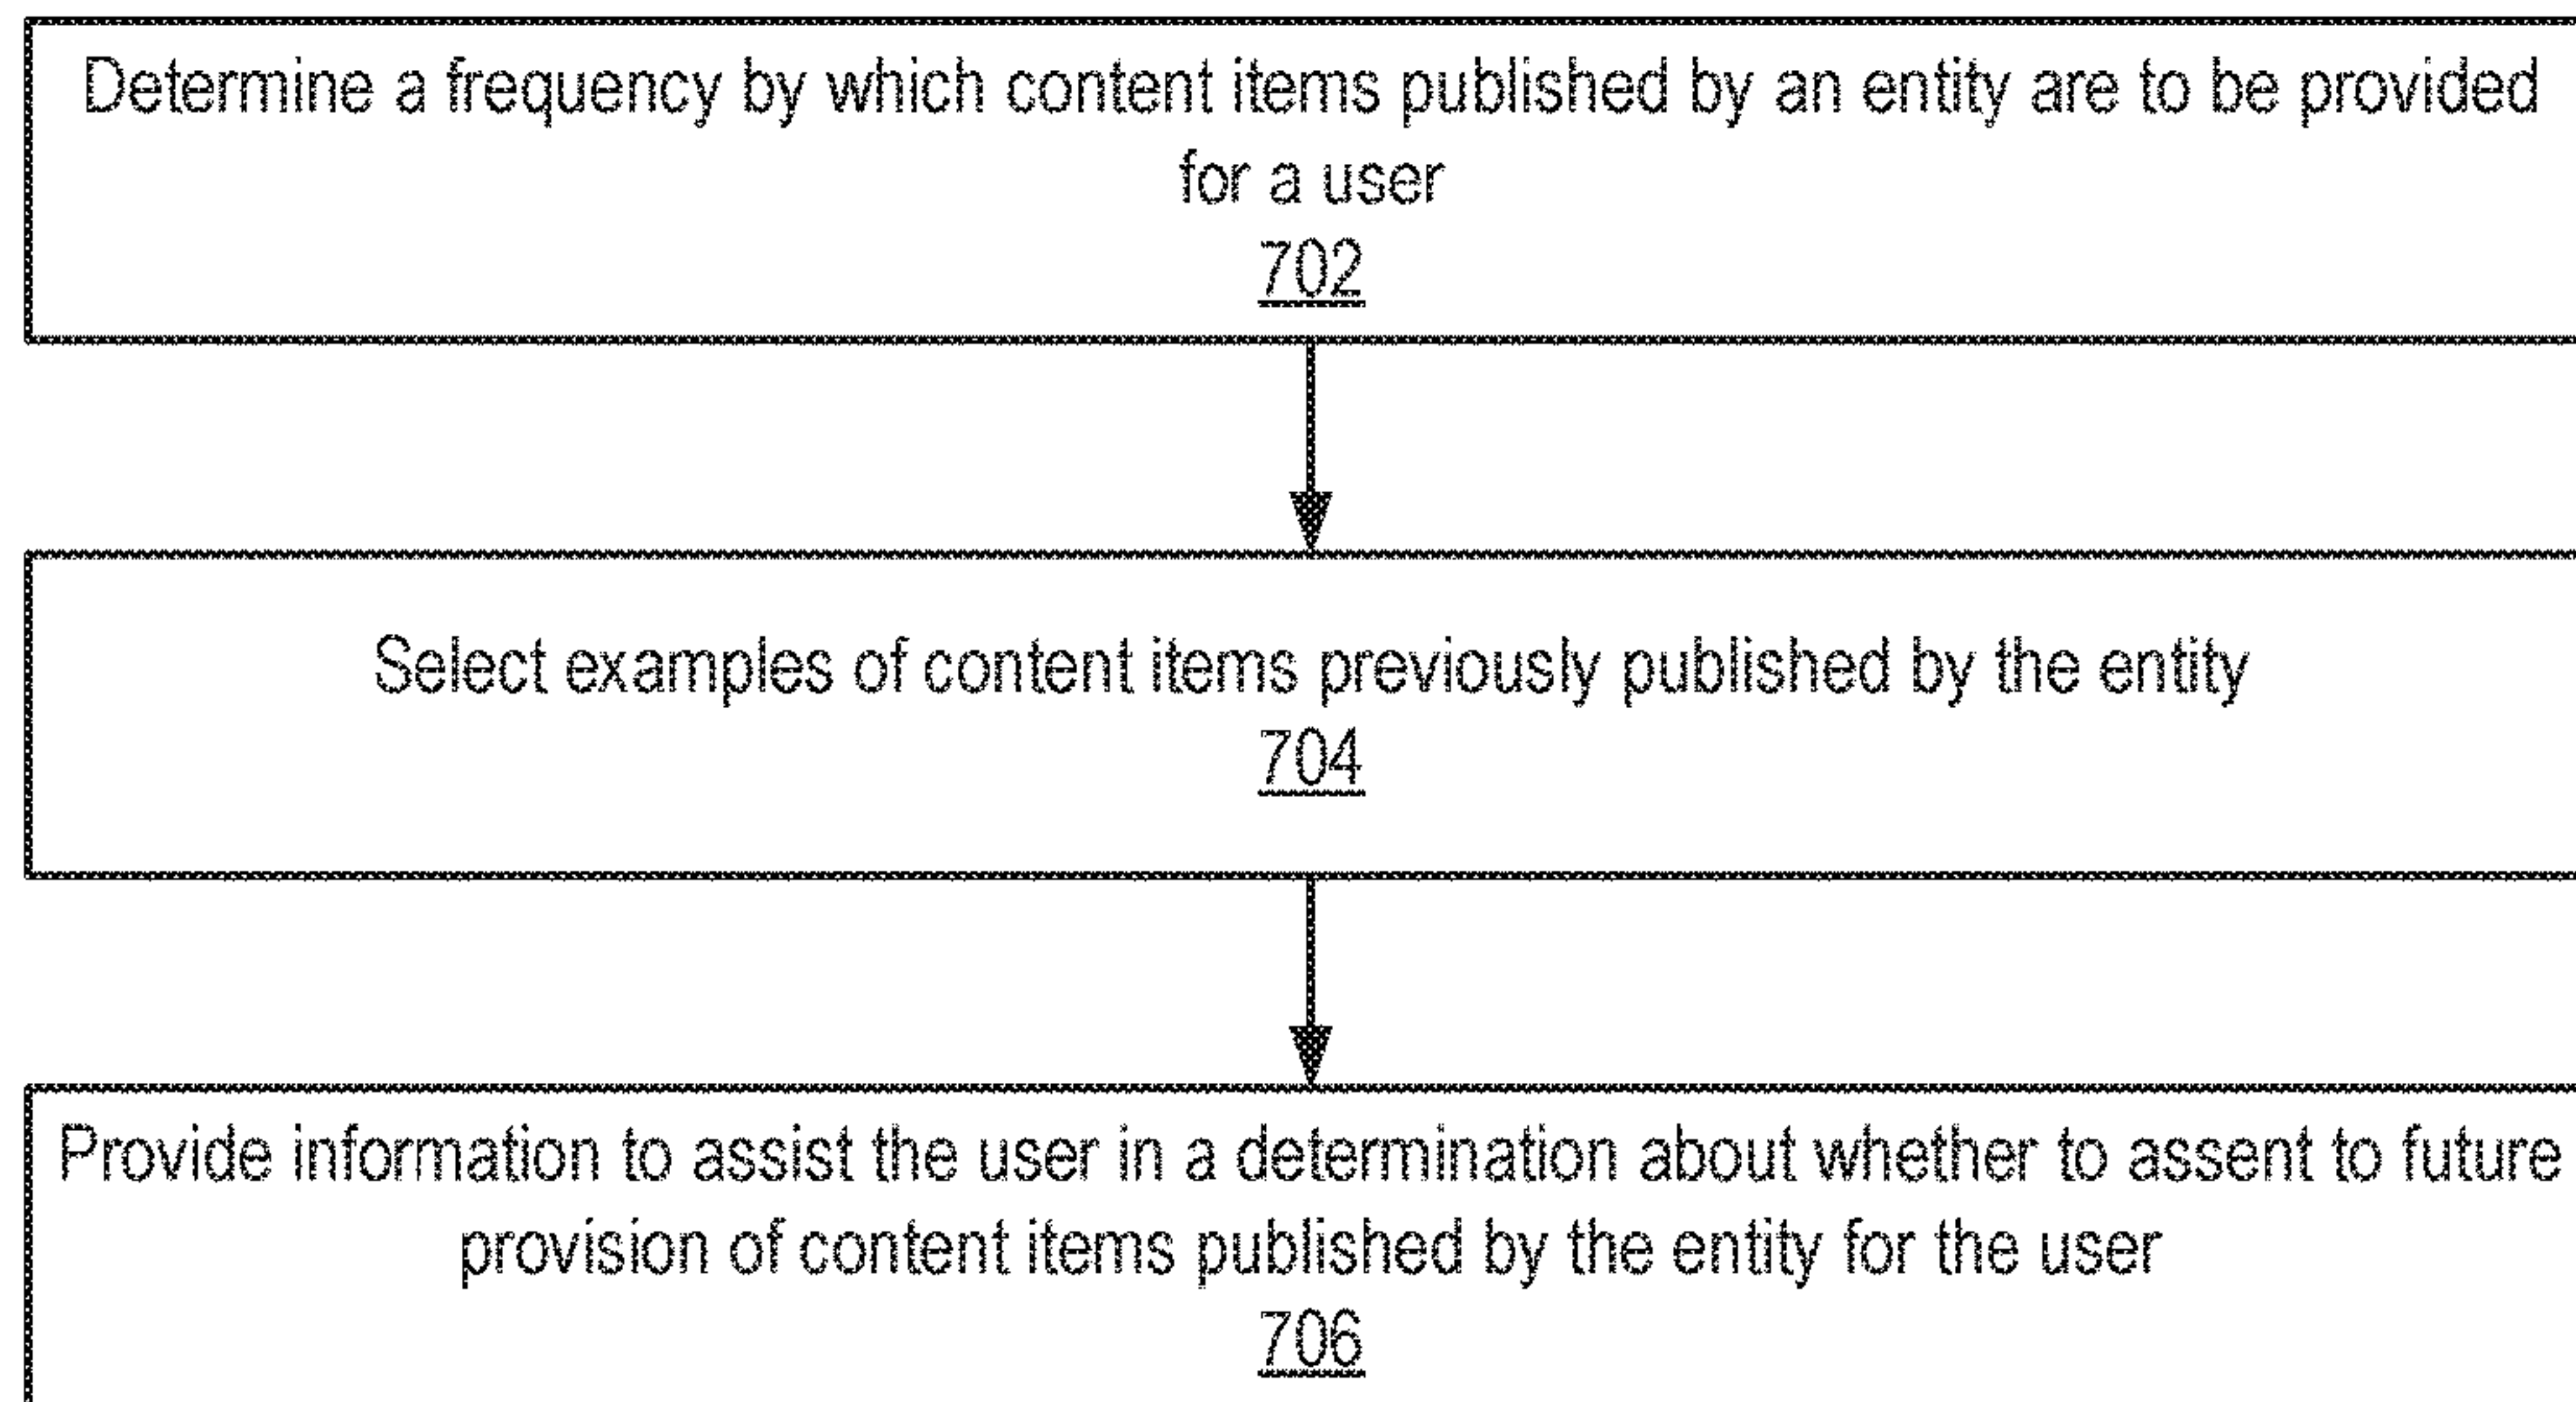 Determine a frequency by which content items published by an entity are to be provided
for a user
702
Select examples of content items previously published by the entity
704
Provide information to assist the user in a determination about whether to assent to future
provision of content items published by the entity for the user
706